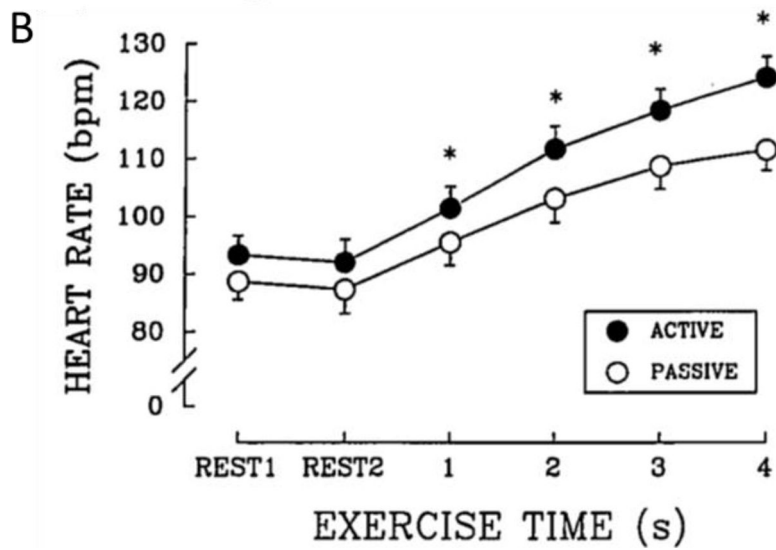 B
HEART RATE (bpm)
130
120
110
100
90
80
0
*
*
*
*
ACTIVE
PASSIVE
REST1 REST2 1 2 3 4
EXERCISE TIME (s)